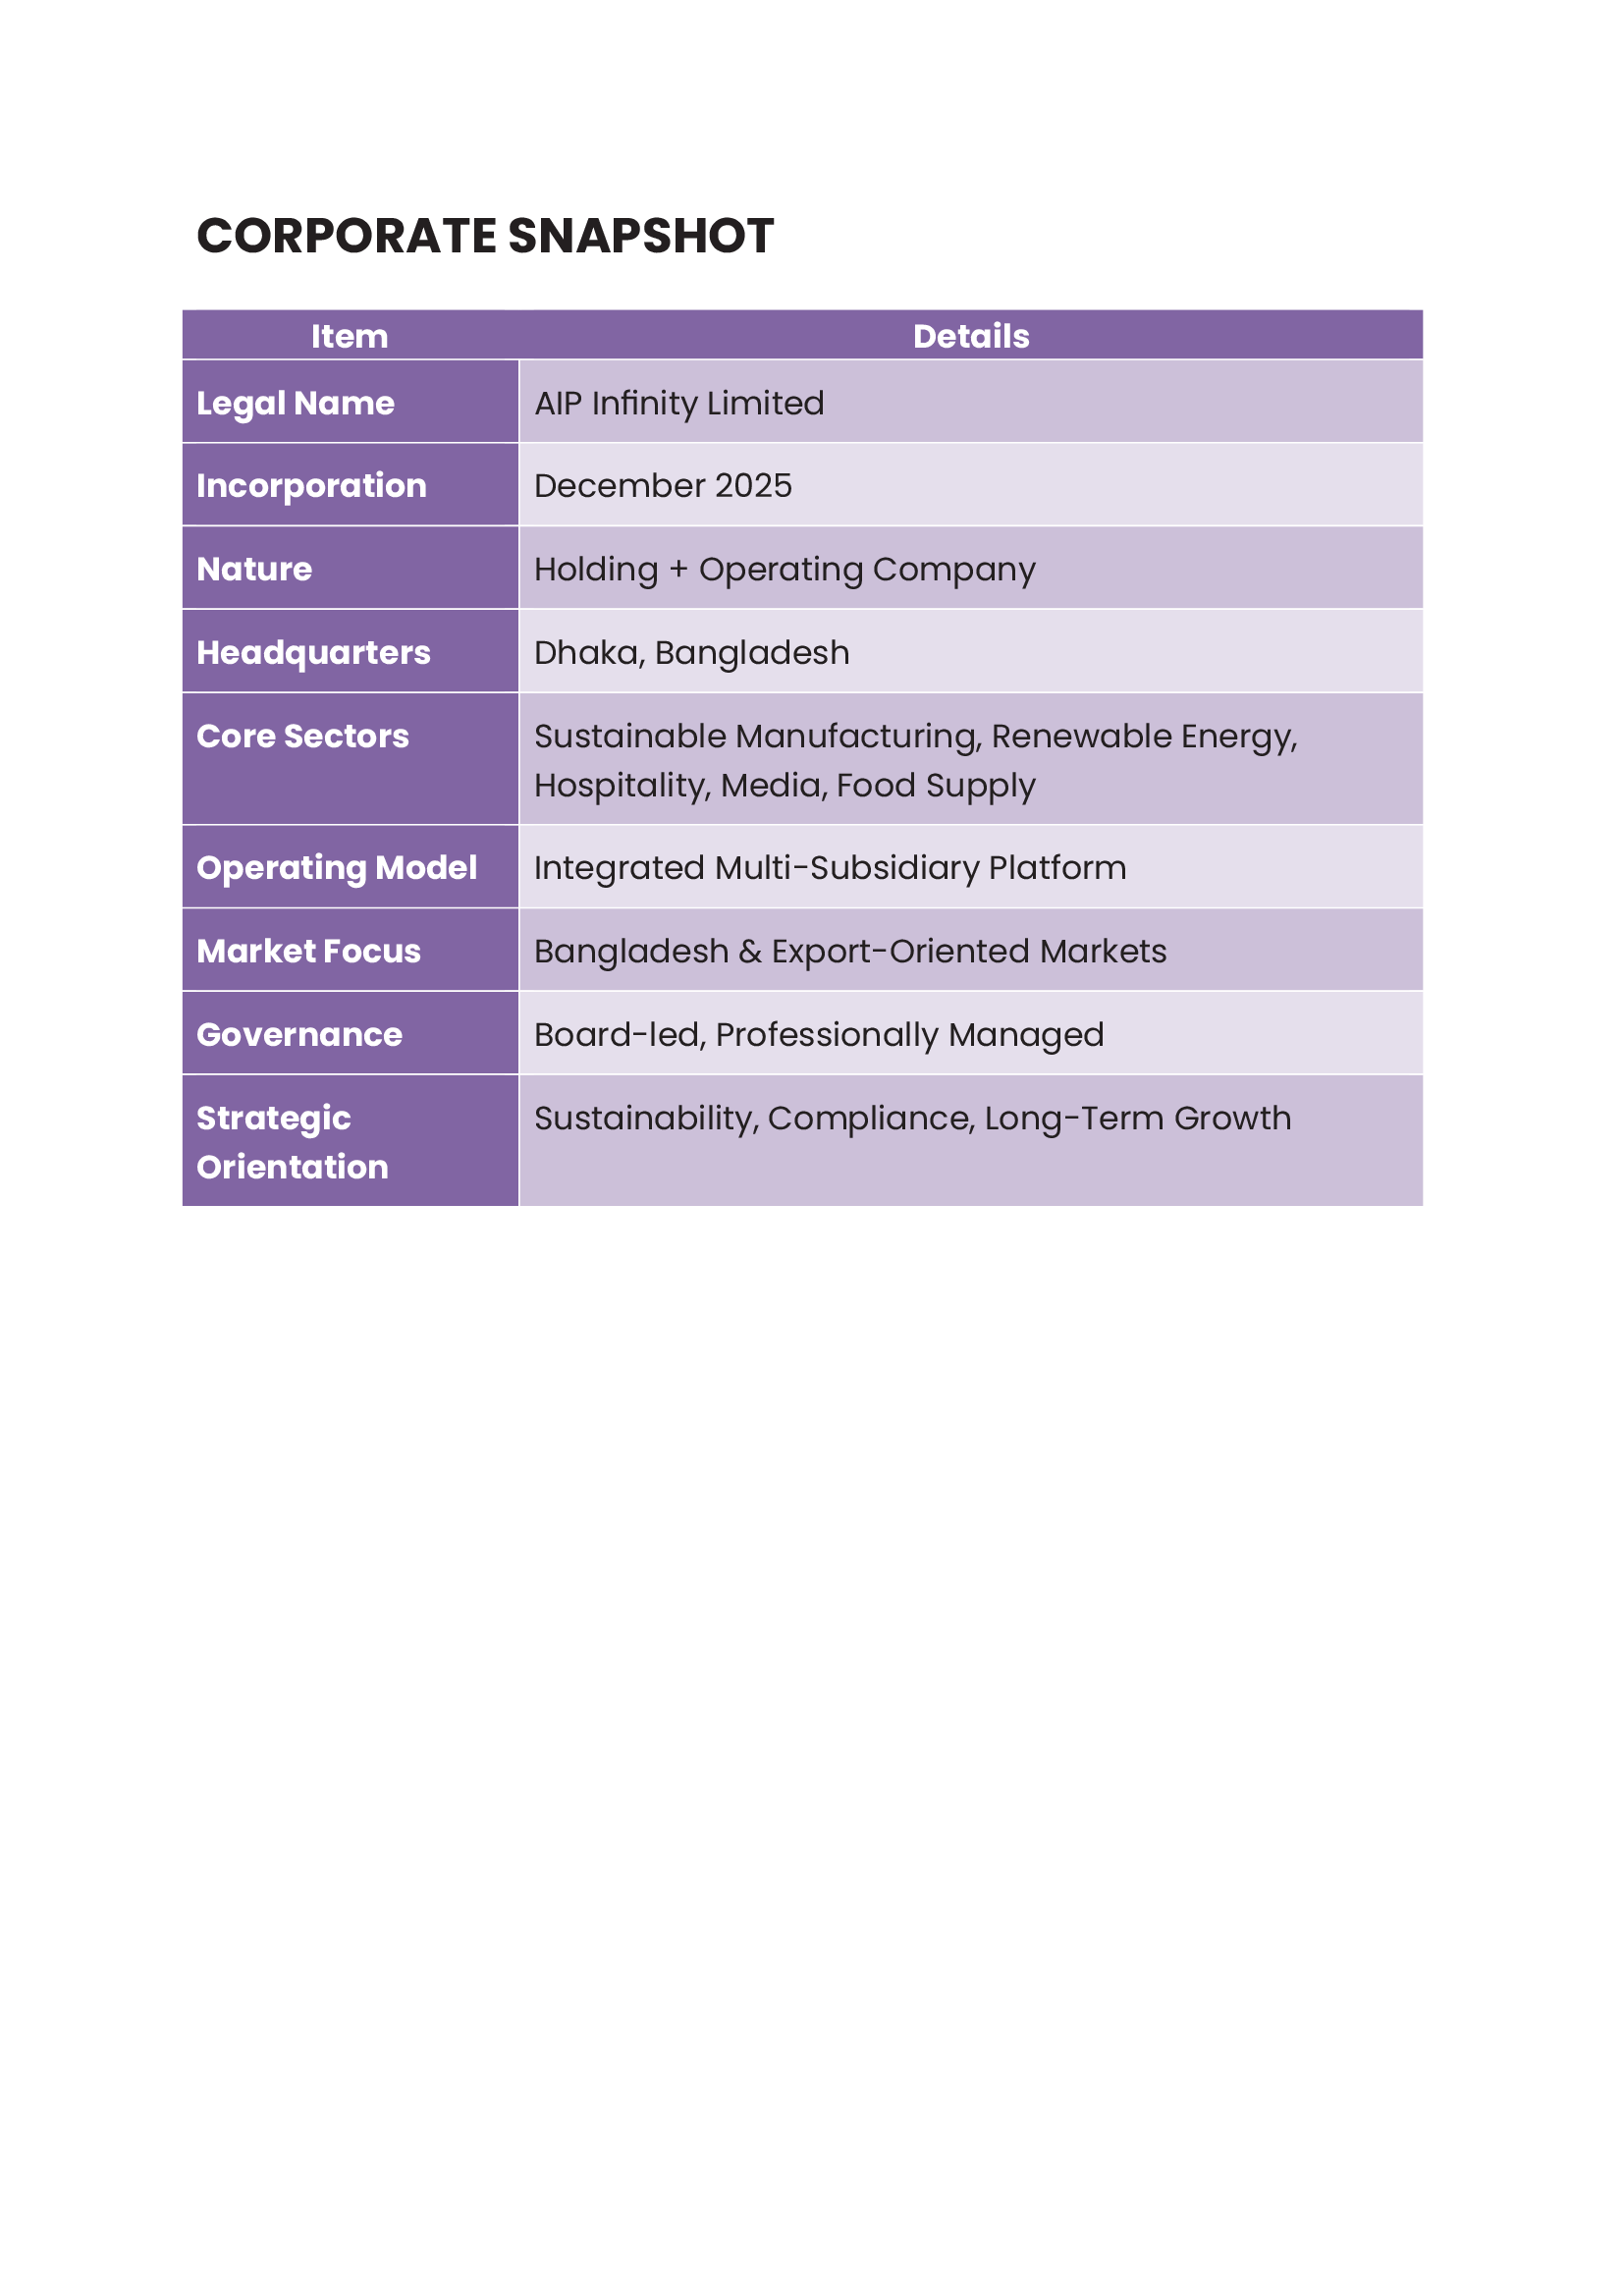 CORPORATE SNAPSHOT
Item Details
Legal Name AIP Infinity Limited
Incorporation December 2025
Nature Holding + Operating Company
Headquarters Dhaka, Bangladesh
Core Sectors Sustainable Manufacturing, Renewable Energy,
Hospitality, Media, Food Supply
Operating Model Integrated Multi-Subsidiary Platform
Market Focus Bangladesh & Export-Oriented Markets
Governance Board-led, Professionally Managed
Strategic Sustainability, Compliance, Long-Term Growth
Orientation